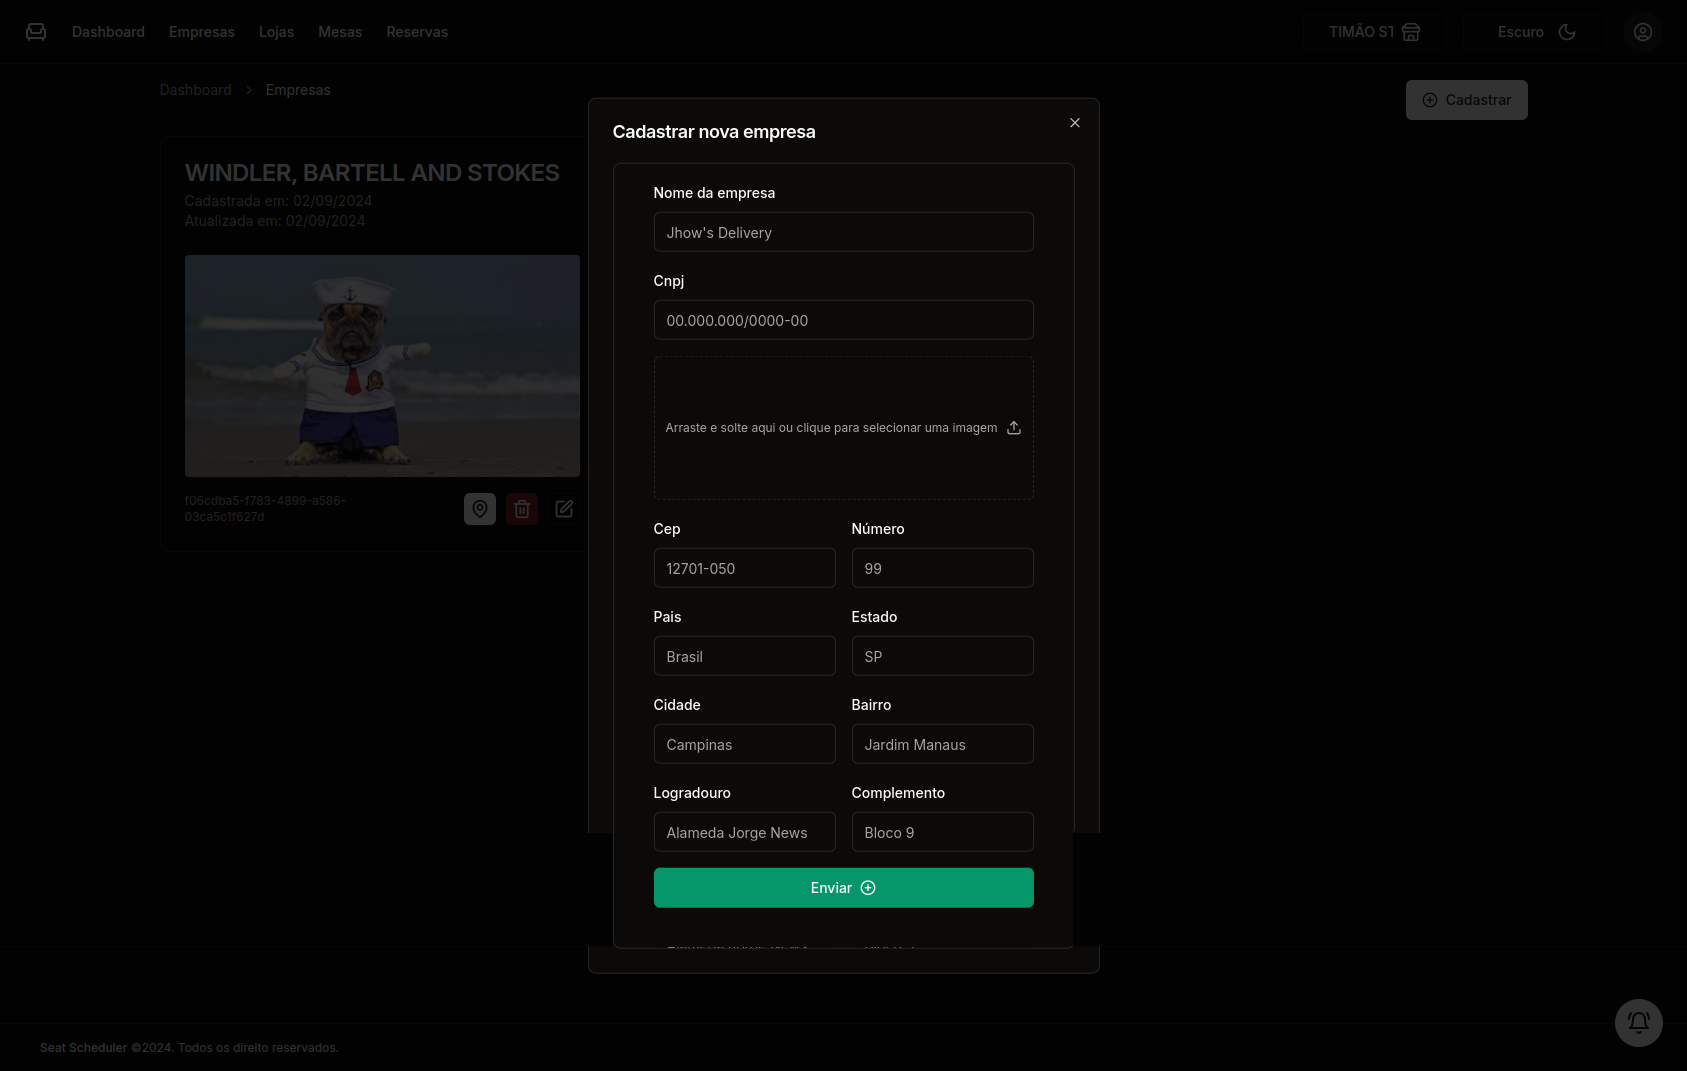 Dashboard Empresas Lojas Mesas Reservas
TIMÃO ST Escuro
Dashboard Empresas
Cadastrar
WINDLER, BARTELL AND STOKES
Cadastrada em: 02/09/2024
Atualizada em: 02/09/2024
f06cdba5-f783-4899-a586-
03ca5c1f627d
Cadastrar nova empresa
Nome da empresa
Jhow's Delivery
Cnpj
00.000.000/0000-00
Arraste e solte aqui ou clique para selecionar uma imagem
Cep Número
12701-050 99
Pais Estado
Brasil SP
Cidade Bairro
Campinas Jardim Manaus
Logradouro Complemento
Alameda Jorge News Bloco 9
Enviar
Seat Scheduler ©2024. Todos os direito reservados.